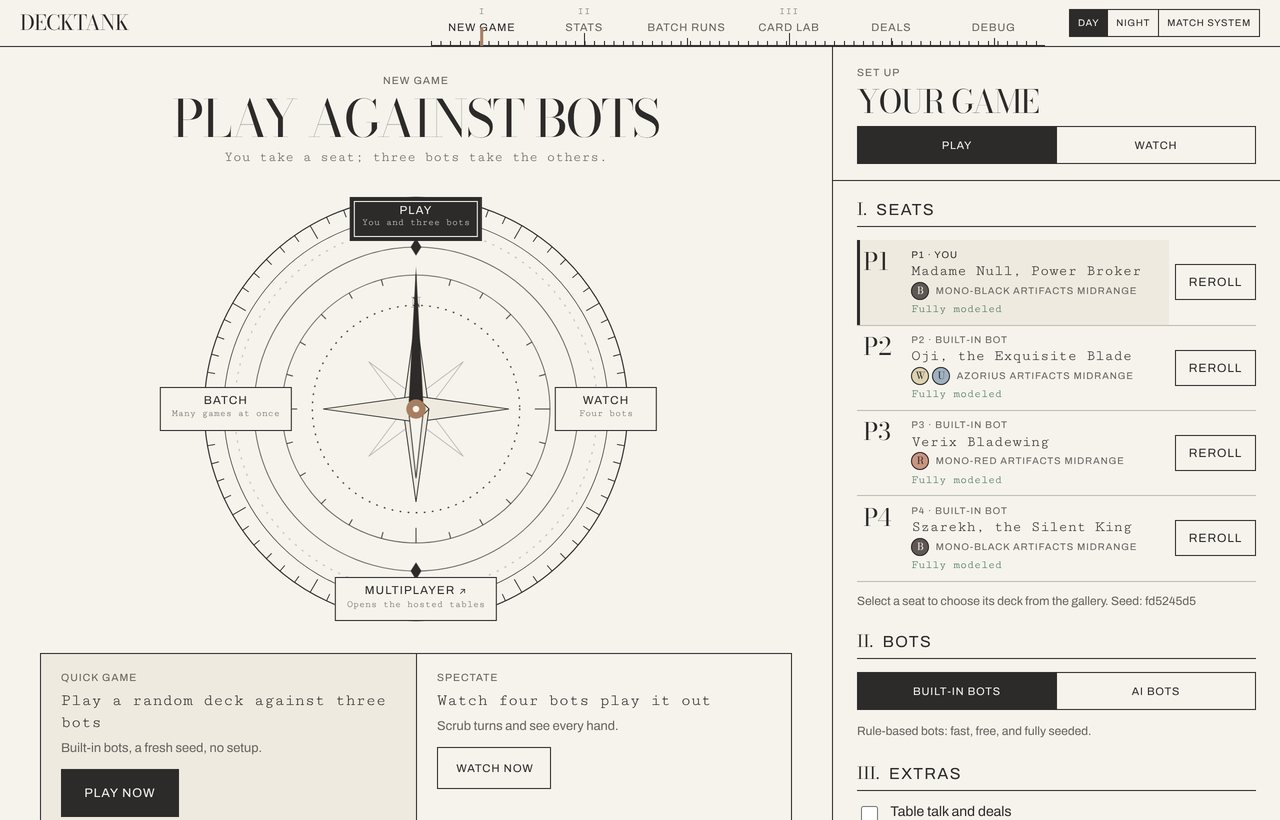 DECKTANK
I
II
III
NEW GAME
STATS
BATCH RUNS
CARD LAB
DEALS
DEBUG
DAY
NIGHT
MATCH SYSTEM
NEW GAME
PLAY AGAINST BOTS
You take a seat; three bots take the others.
PLAY
You and three bots
N
BATCH
Many games at once
WATCH
Four bots
MULTIPLAYER ↗
Opens the hosted tables
QUICK GAME
Play a random deck against three
bots
Built-in bots, a fresh seed, no setup.
PLAY NOW
SPECTATE
Watch four bots play it out
Scrub turns and see every hand.
WATCH NOW
SET UP
YOUR GAME
PLAY
WATCH
I. SEATS
P1
P1 · YOU
Madame Null, Power Broker
B MONO-BLACK ARTIFACTS MIDRANGE
Fully modeled
REROLL
P2
P2 · BUILT-IN BOT
Oji, the Exquisite Blade
W U AZORIUS ARTIFACTS MIDRANGE
Fully modeled
REROLL
P3
P3 · BUILT-IN BOT
Verix Bladewing
R MONO-RED ARTIFACTS MIDRANGE
Fully modeled
REROLL
P4
P4 · BUILT-IN BOT
Szarekh, the Silent King
B MONO-BLACK ARTIFACTS MIDRANGE
Fully modeled
REROLL
Select a seat to choose its deck from the gallery. Seed: fd5245d5
II. BOTS
BUILT-IN BOTS
AI BOTS
Rule-based bots: fast, free, and fully seeded.
III. EXTRAS
Table talk and deals